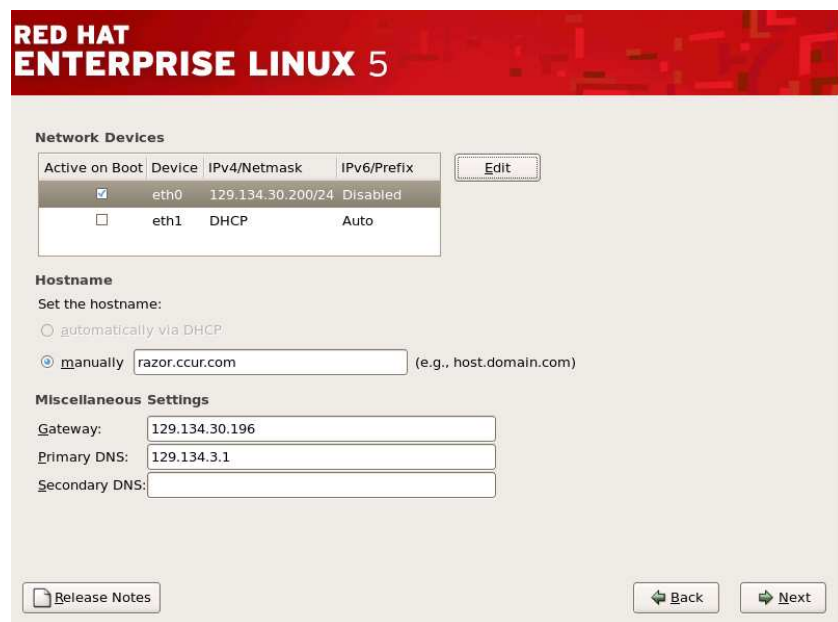 RED HAT
ENTERPRISE LINUX 5
Network Devices
Active on Boot Device IPv4/Netmask IPv6/Prefix
Edit
eth0 129.134.30.200/24 Disabled
eth1 DHCP Auto
Hostname
Set the hostname:
automatically via DHCP
manually razor.ccur.com (e.g., host.domain.com)
Miscellaneous Settings
Gateway: 129.134.30.196
Primary DNS: 129.134.3.1
Secondary DNS:
Release Notes
Back
Next